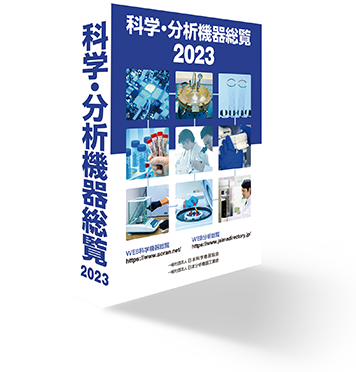 科学・分析機器総覧
2023
科学・分析機器総覧
2023
WEB科学機器総覧
https://www.soran.net/
WEB分析総覧
https://www.jaimadirectory.jp/
一般社団法人 日本科学機器協会
一般社団法人 日本分析機器工業会